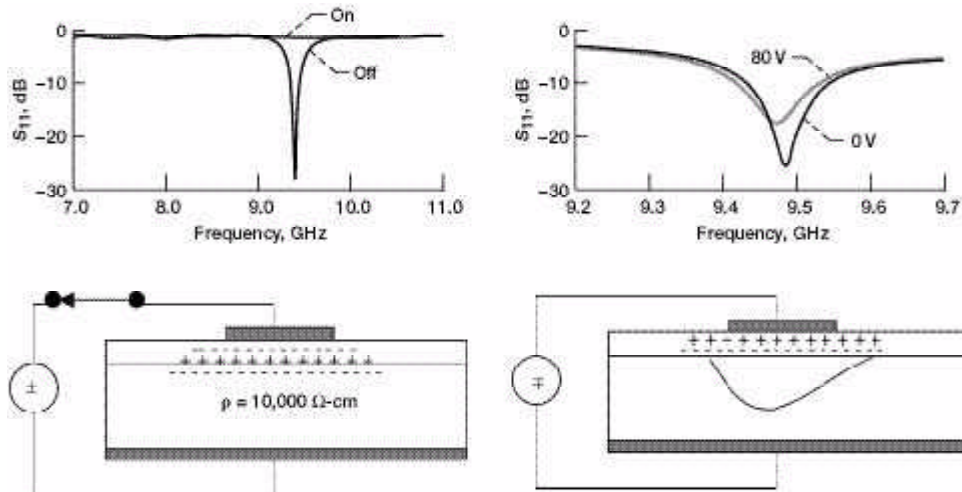 0
On
Off
-10
-20
-30
S11, dB
7.0 8.0 9.0 10.0 11.0
Frequency, GHz
0
80 V
-10
-20
0 V
-30
S11, dB
9.2 9.3 9.4 9.5 9.6 9.7
Frequency, GHz
±
- - - - - - - - - -
+ + + + + + + + + + +
ρ = 10,000 Ω-cm
∓
+ + + + + + + + + + +